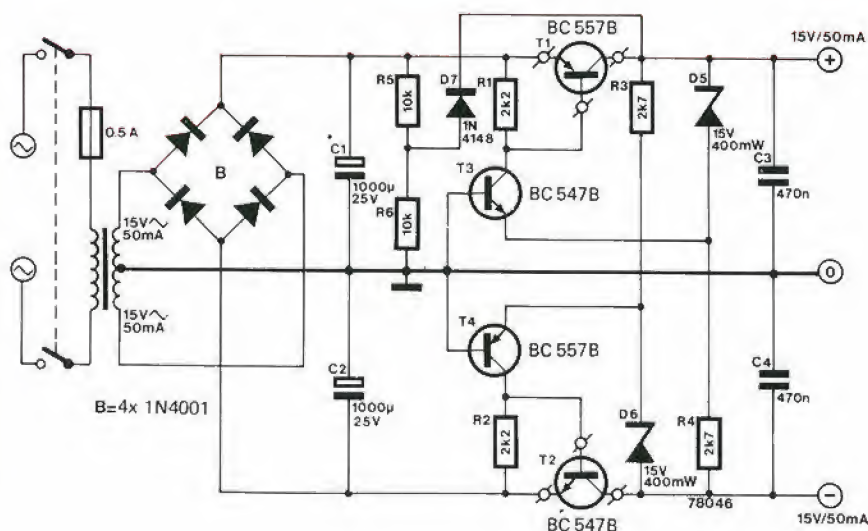 BC 557B
T1
15V/50mA
+
R5
10k
D7
1N
4148
R1
2k2
R3
2k7
D5
15V
400mW
0.5 A
B
C1
1000µ
25V
T3
BC 547B
C3
470n
R6
10k
15V~
50mA
0
15V~
50mA
T4
BC 557B
C2
1000µ
25V
C4
470n
B=4x 1N4001
R2
2k2
D6
15V
400mW
R4
2k7
T2
78046
−
BC 547B
15V/50mA